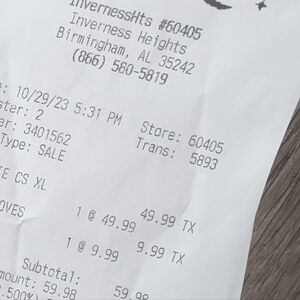 InvernessHts #60405
Inverness Heights
Birmingham, AL 35242
(866) 580-5819
: 10/29/23 5:31 PM
ster: 2 Store: 60405
er: 3401562 Trans: 5893
Type: SALE
E CS XL
1 @ 49.99 49.99 TX
OVES
1 @ 9.99 9.99 TX
Subtotal:
mount: 59.98 59.98
.500%)